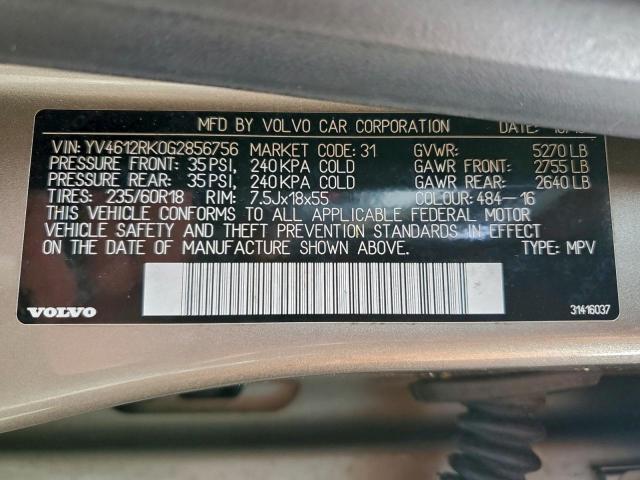 MFD BY VOLVO CAR CORPORATION DATE:
VIN: YV4612RK0G2856756 MARKET CODE: 31 GVWR: 5270 LB
PRESSURE FRONT: 35 PSI, 240 KPA COLD GAWR FRONT: 2755 LB
PRESSURE REAR: 35 PSI, 240 KPA COLD GAWR REAR: 2640 LB
TIRES: 235/60R18 RIM: 7.5Jx18x55 COLOUR: 484-16
THIS VEHICLE CONFORMS TO ALL APPLICABLE FEDERAL MOTOR
VEHICLE SAFETY AND THEFT PREVENTION STANDARDS IN EFFECT
ON THE DATE OF MANUFACTURE SHOWN ABOVE. TYPE: MPV
VOLVO 31416037